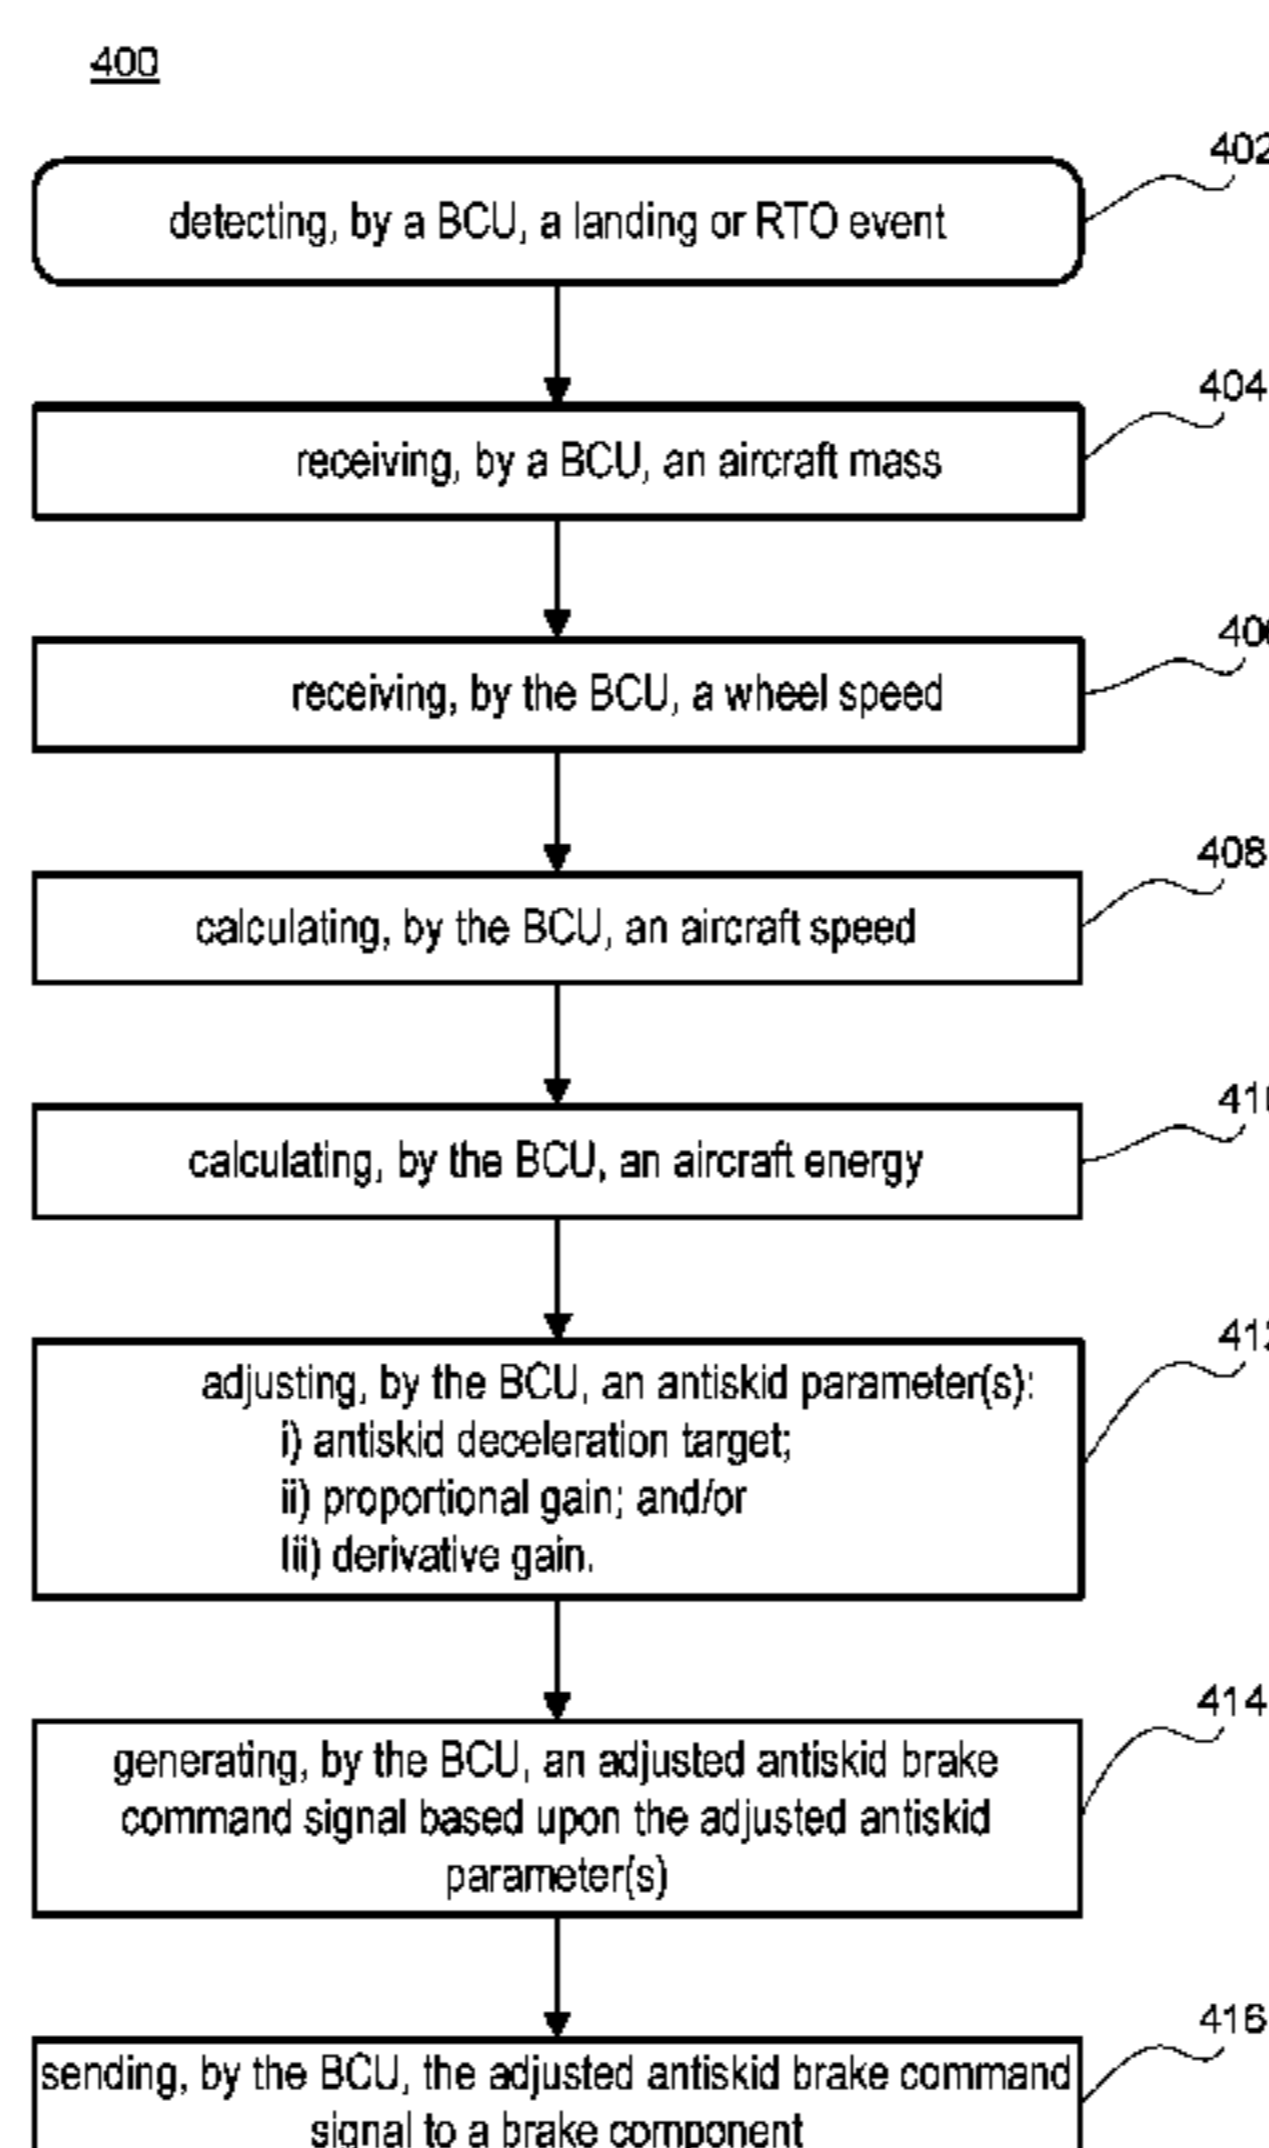 400
402
detecting, by a BCU, a landing or RTO event
404
receiving, by a BCU, an aircraft mass
receiving, by the BCU, a wheel speed
408
calculating, by the BCU, an aircraft speed
calculating, by the BCU, an aircraft energy
adjusting, by the BCU, an antiskid parameter(s):
i) antiskid deceleration target;
ii) proportional gain; and/or
iii) derivative gain.
414
generating, by the BCU, an adjusted antiskid brake
command signal based upon the adjusted antiskid
parameter(s)
416
sending, by the BCU, the adjusted antiskid brake command
signal to a brake component